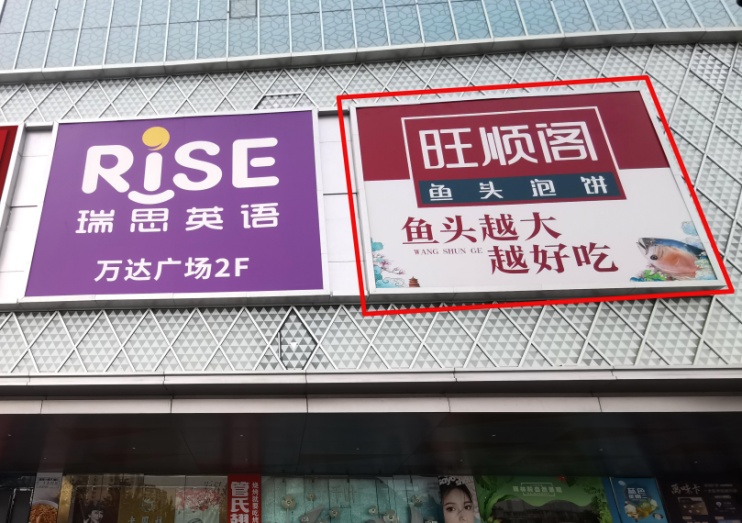 RiSE
瑞思英语
万达广场2F
旺顺阁
鱼头泡饼
鱼头越大
WANG SHUN GE
越好吃